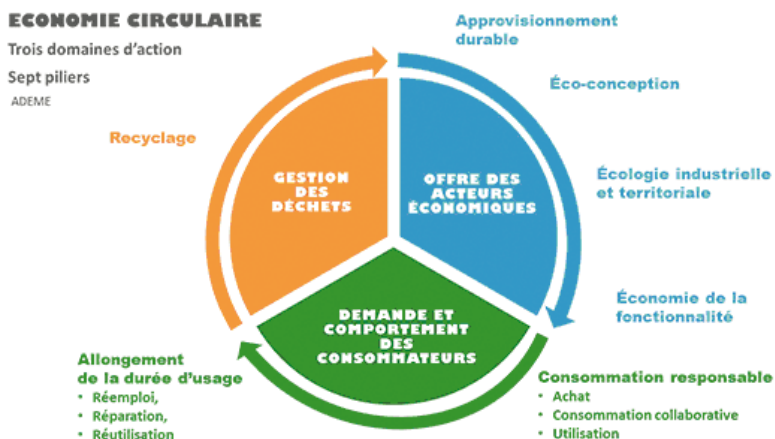 ECONOMIE CIRCULAIRE
Trois domaines d'action
Sept piliers
ADEME
Approvisionnement
durable
Éco-conception
Écologie industrielle
et territoriale
Économie de la
fonctionnalité
Recyclage
GESTION
DES
DÉCHETS
OFFRE DES
ACTEURS
ÉCONOMIQUES
DEMANDE ET
COMPORTEMENT
DES
CONSOMMATEURS
Consommation responsable
• Achat
• Consommation collaborative
• Utilisation
Allongement
de la durée d'usage
• Réemploi,
• Réparation,
• Réutilisation